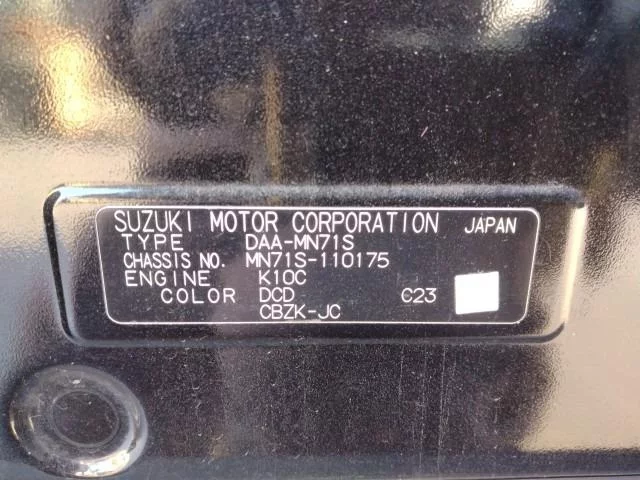 SUZUKI MOTOR CORPORATION JAPAN
TYPE DAA-MN71S
CHASSIS NO. MN71S-110175
ENGINE K10C
COLOR DCD C23
CBZK-JC